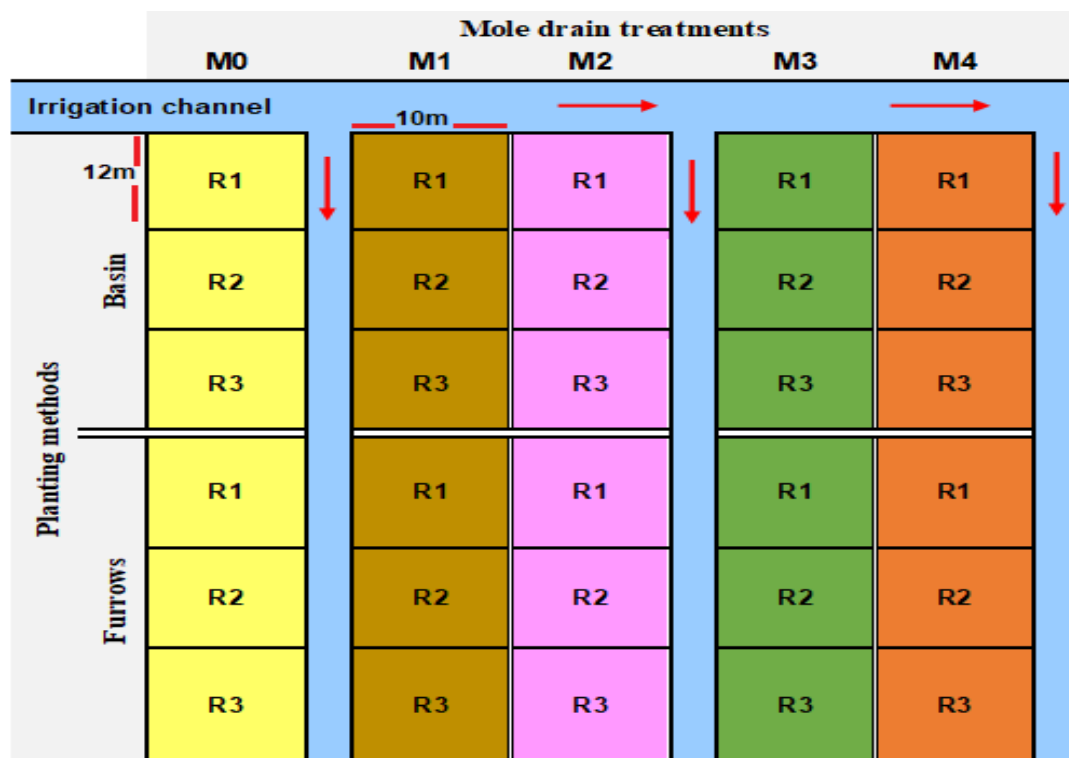 Mole drain treatments
M0 M1 M2 M3 M4
Irrigation channel
10m
12m
R1 R1 R1 R1 R1
Basin
R2 R2 R2 R2 R2
R3 R3 R3 R3 R3
Planting methods
R1 R1 R1 R1 R1
Furrows
R2 R2 R2 R2 R2
R3 R3 R3 R3 R3